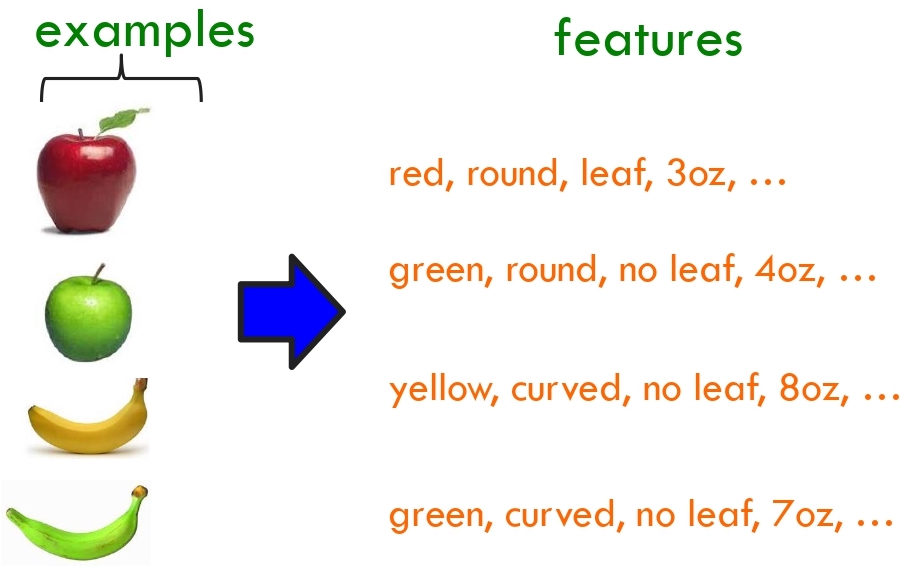 examples
features
red, round, leaf, 3oz, …
green, round, no leaf, 4oz, …
yellow, curved, no leaf, 8oz, …
green, curved, no leaf, 7oz, …